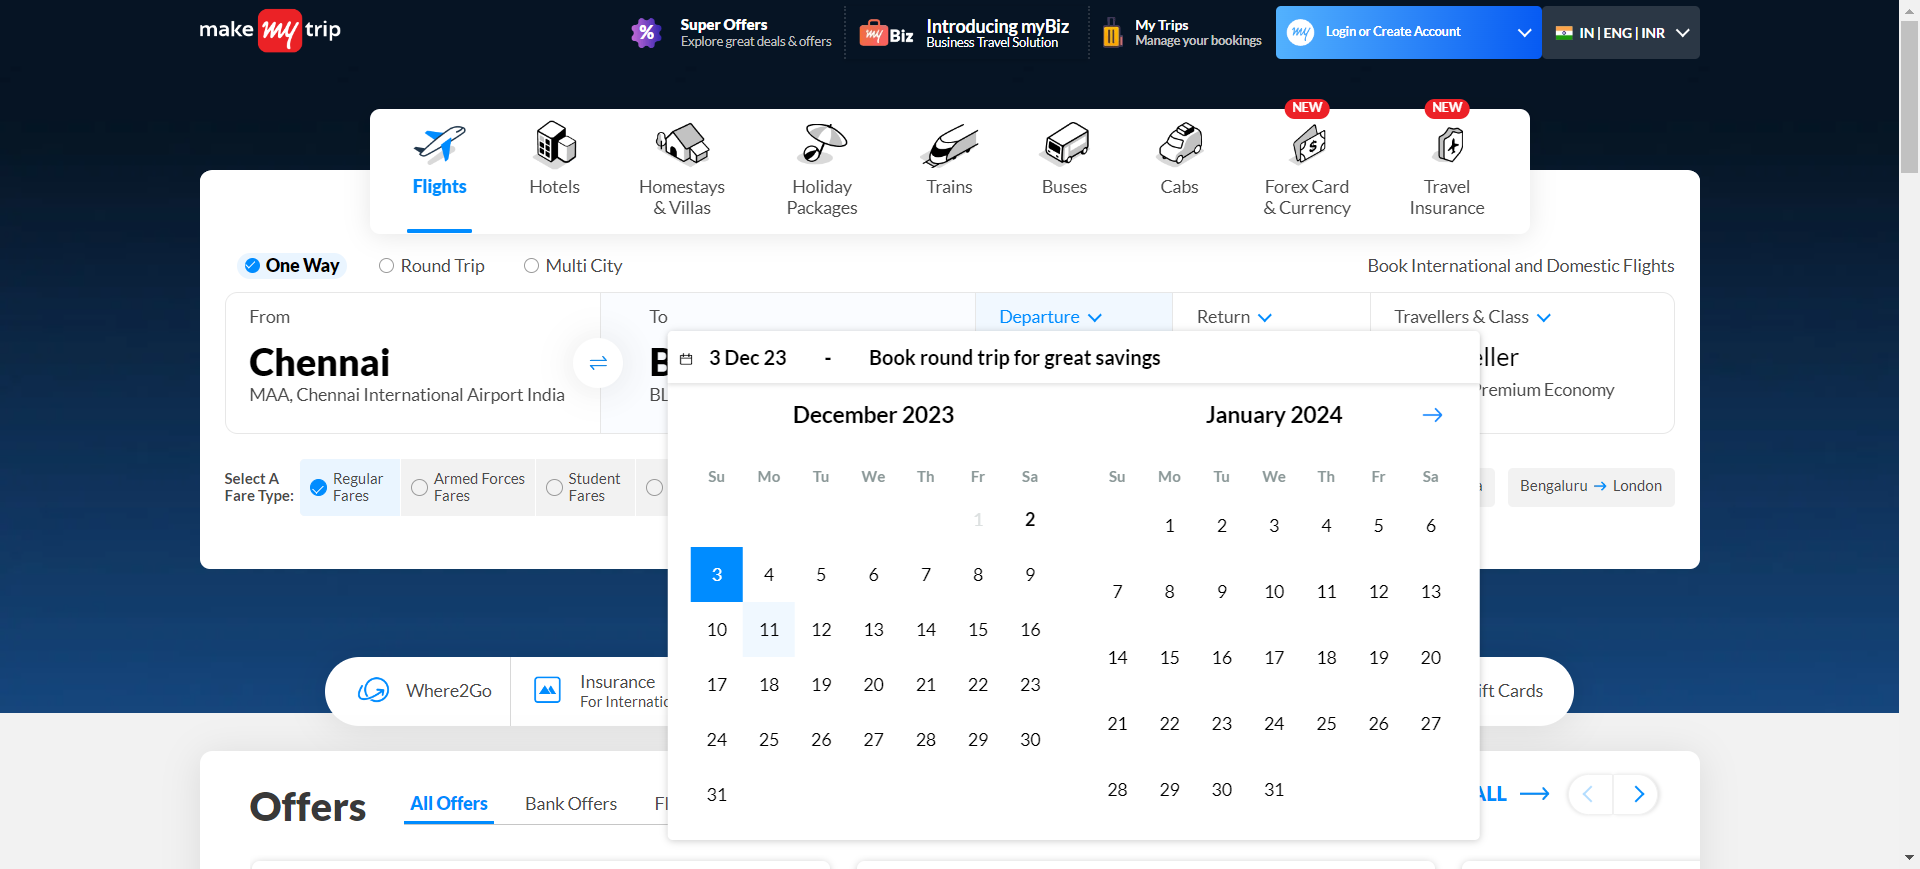 make my trip
Super Offers
Explore great deals & offers
my Biz
Introducing myBiz
Business Travel Solution
My Trips
Manage your bookings
my
Login or Create Account
IN | ENG | INR
NEW
NEW
Flights
Hotels
Homestays
& Villas
Holiday
Packages
Trains
Buses
Cabs
Forex Card
& Currency
Travel
Insurance
One Way
Round Trip
Multi City
Book International and Domestic Flights
From
Chennai
MAA, Chennai International Airport India
To
B
BL
Departure
Return
Travellers & Class
eller
Premium Economy
3 Dec 23 - Book round trip for great savings
December 2023
Su Mo Tu We Th Fr Sa
1 2
3 4 5 6 7 8 9
10 11 12 13 14 15 16
17 18 19 20 21 22 23
24 25 26 27 28 29 30
31
January 2024
Su Mo Tu We Th Fr Sa
1 2 3 4 5 6
7 8 9 10 11 12 13
14 15 16 17 18 19 20
21 22 23 24 25 26 27
28 29 30 31
Select A
Fare Type:
Regular
Fares
Armed Forces
Fares
Student
Fares
Bengaluru → London
Where2Go
Insurance
For Internatio
ift Cards
Offers
All Offers
Bank Offers
Fl
ALL